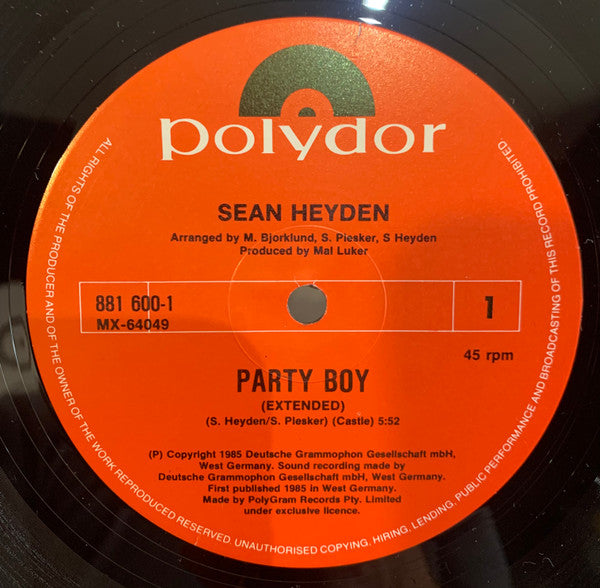 polydor
SEAN HEYDEN
Arranged by M. Bjorklund, S. Plesker, S Heyden
Produced by Mal Luker
881 600-1
MX-64049
1
45 rpm
PARTY BOY
(EXTENDED)
(S. Heyden/S. Plesker) (Castle) 5:52
(P) Copyright 1985 Deutsche Grammophon Gesellschaft mbH,
West Germany. Sound recording made by
Deutsche Grammophon Gesellschaft mbH, West Germany.
First published 1985 in West Germany.
Made by PolyGram Records Pty. Limited
under exclusive licence.
ALL RIGHTS OF THE PRODUCER AND OF THE OWNER OF THE WORK REPRODUCED RESERVED. UNAUTHORISED COPYING, HIRING, LENDING, PUBLIC PERFORMANCE AND BROADCASTING OF THIS RECORD PROHIBITED